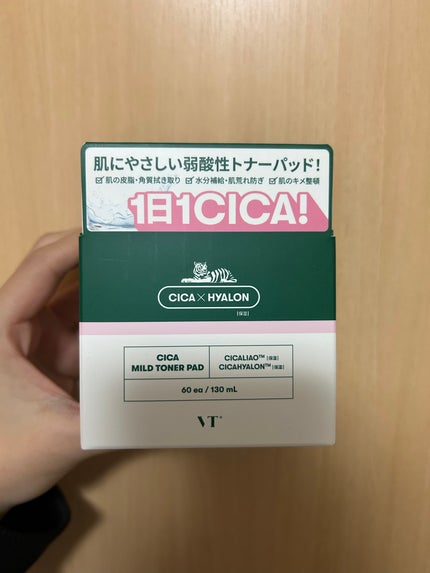 肌にやさしい弱酸性トナーパッド!
☑肌の皮脂・角質拭き取り ☑水分補給・肌荒れ防ぎ ☑肌のキメ整頓
1日1CICA!
CICA × HYALON
[保湿]
CICA
MILD TONER PAD
CICALIAO™ [保湿]
CICAHYALON™ [保湿]
60 ea / 130 mL
VT